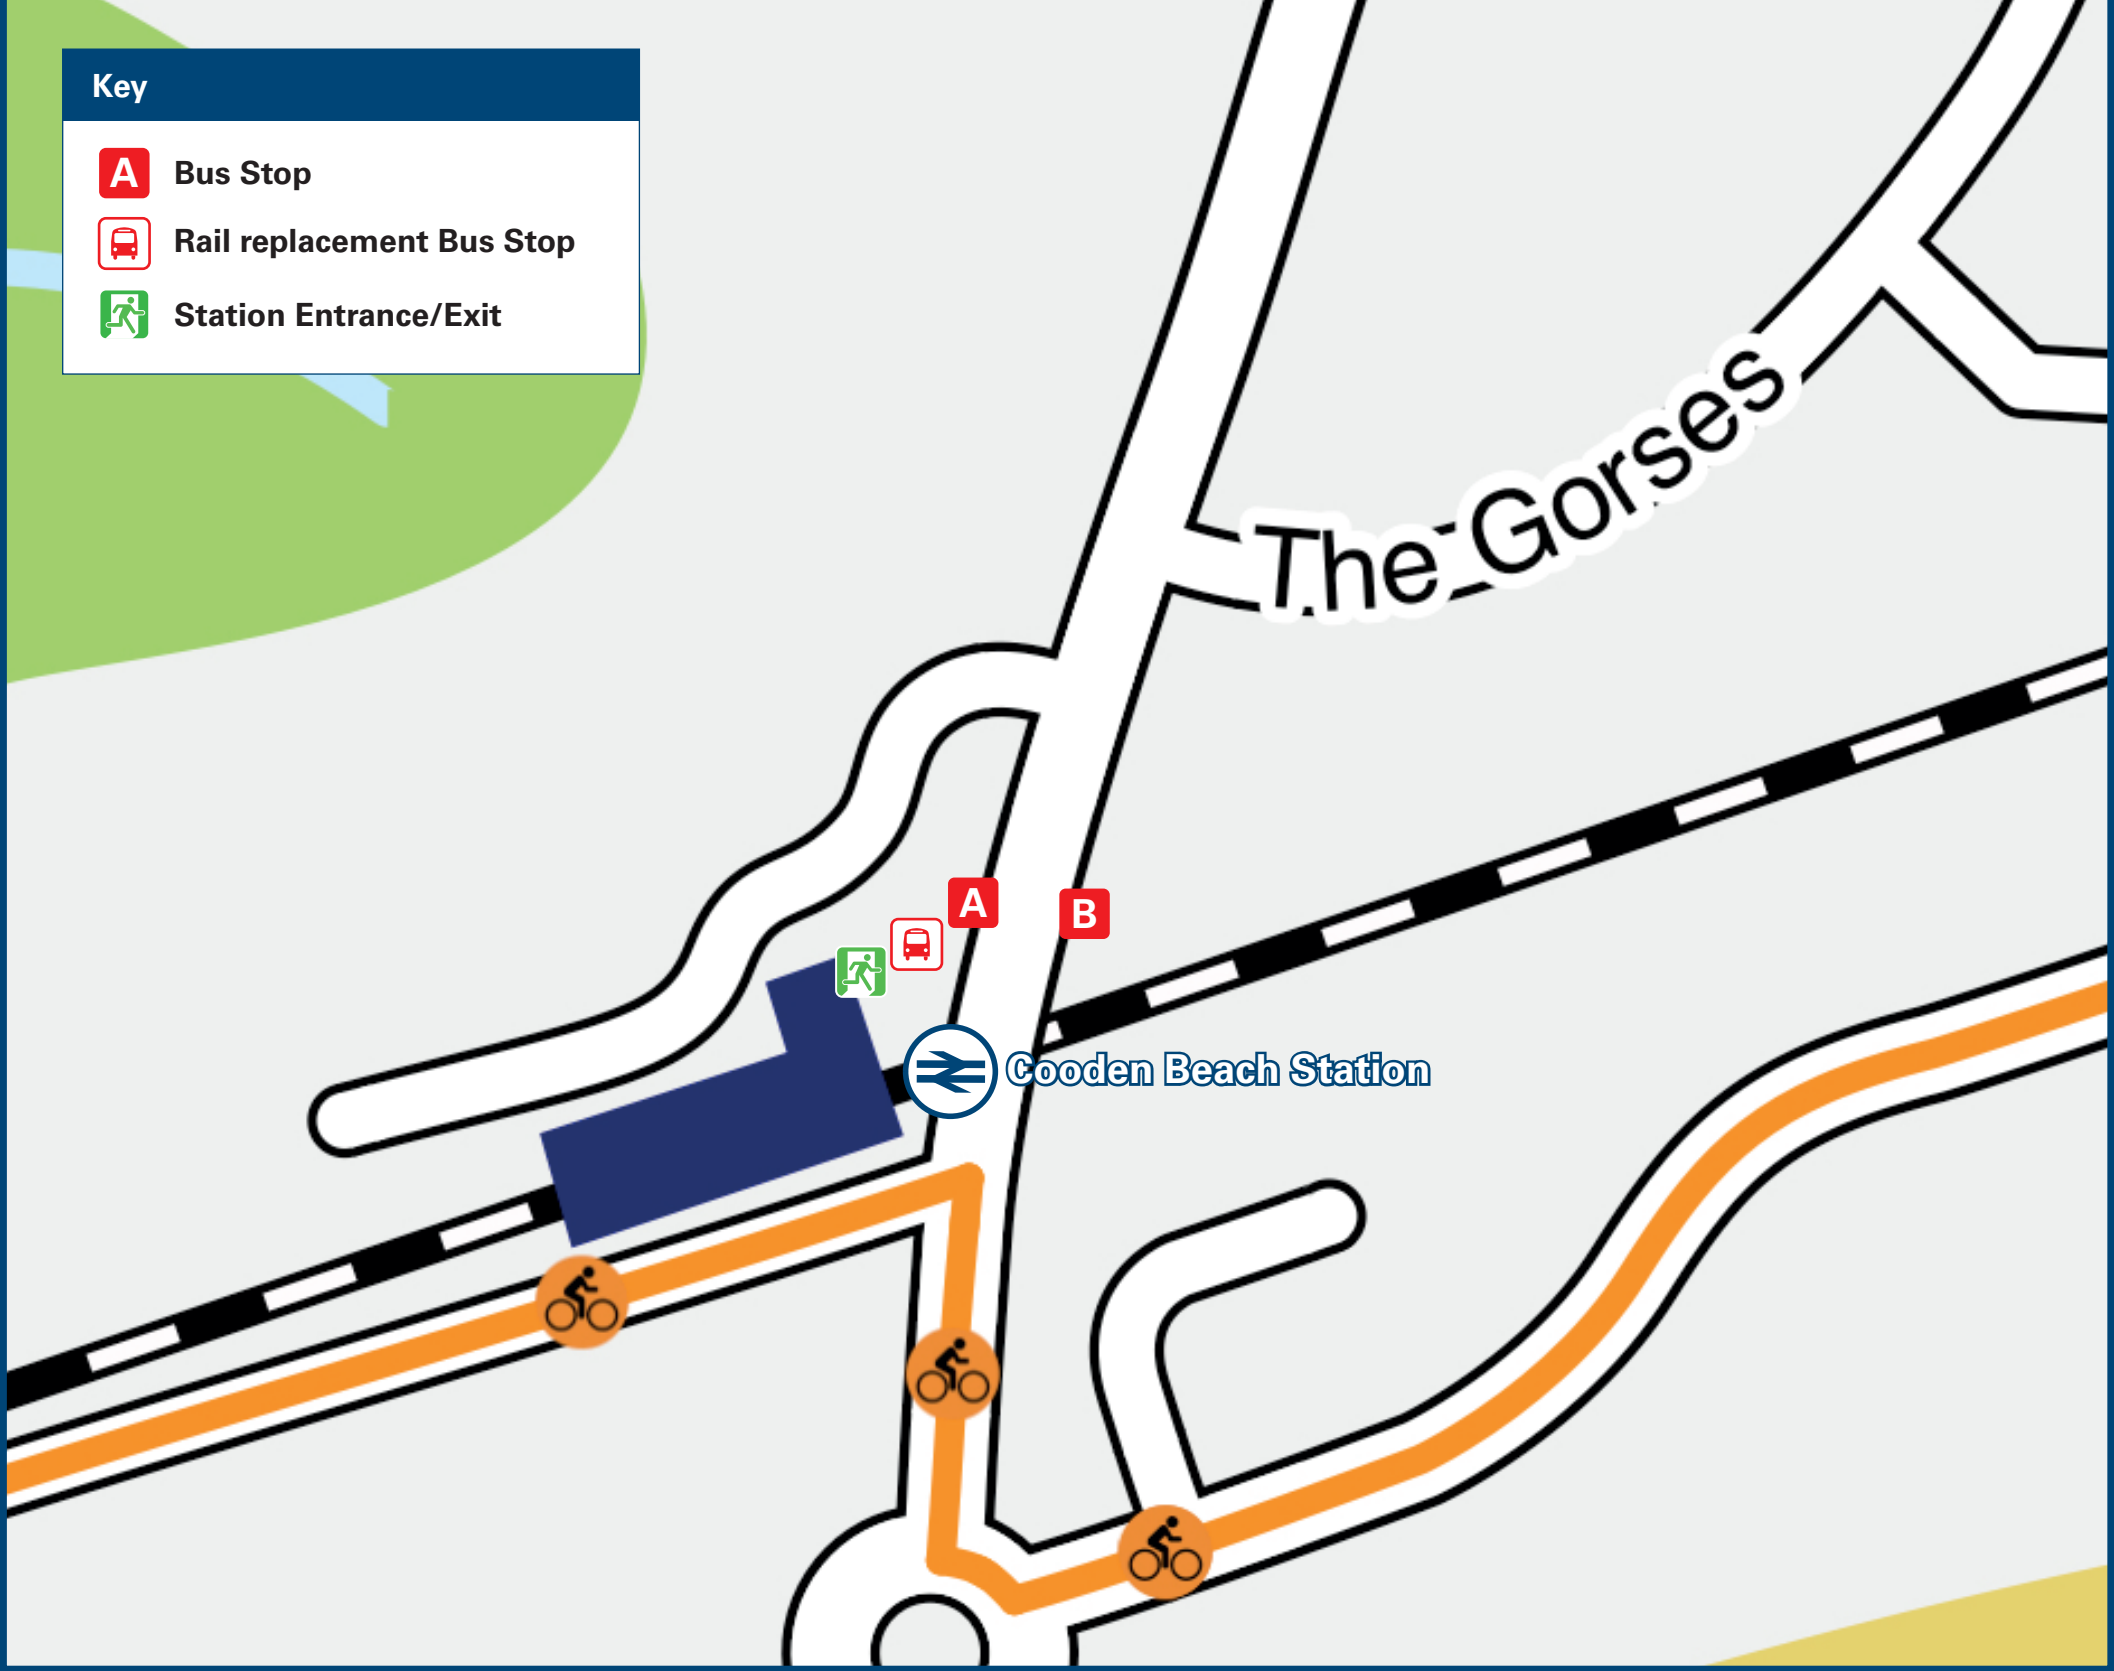 Key
A Bus Stop
Rail replacement Bus Stop
Station Entrance/Exit
The Gorses
A
B
Cooden Beach Station